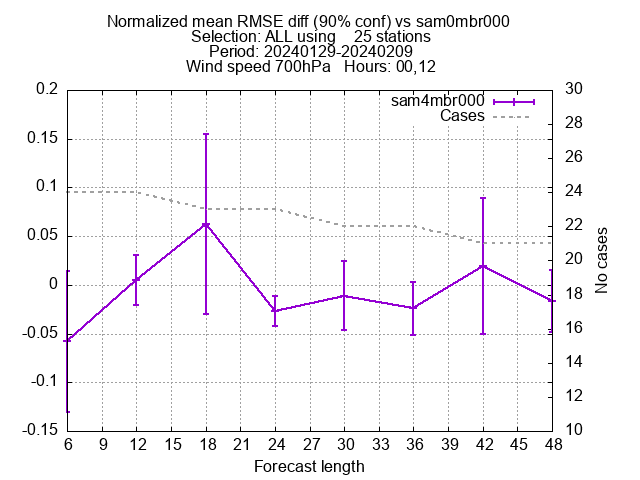 Normalized mean RMSE diff (90% conf) vs sam0mbr000
Selection: ALL using    25 stations
Period: 20240129-20240209
Wind speed 700hPa   Hours: 00,12
sam4mbr000
Cases
0.2
0.15
0.1
0.05
0
-0.05
-0.1
-0.15
30
28
26
24
22
20
18
16
14
12
10
No cases
6 9 12 15 18 21 24 27 30 33 36 39 42 45 48
Forecast length